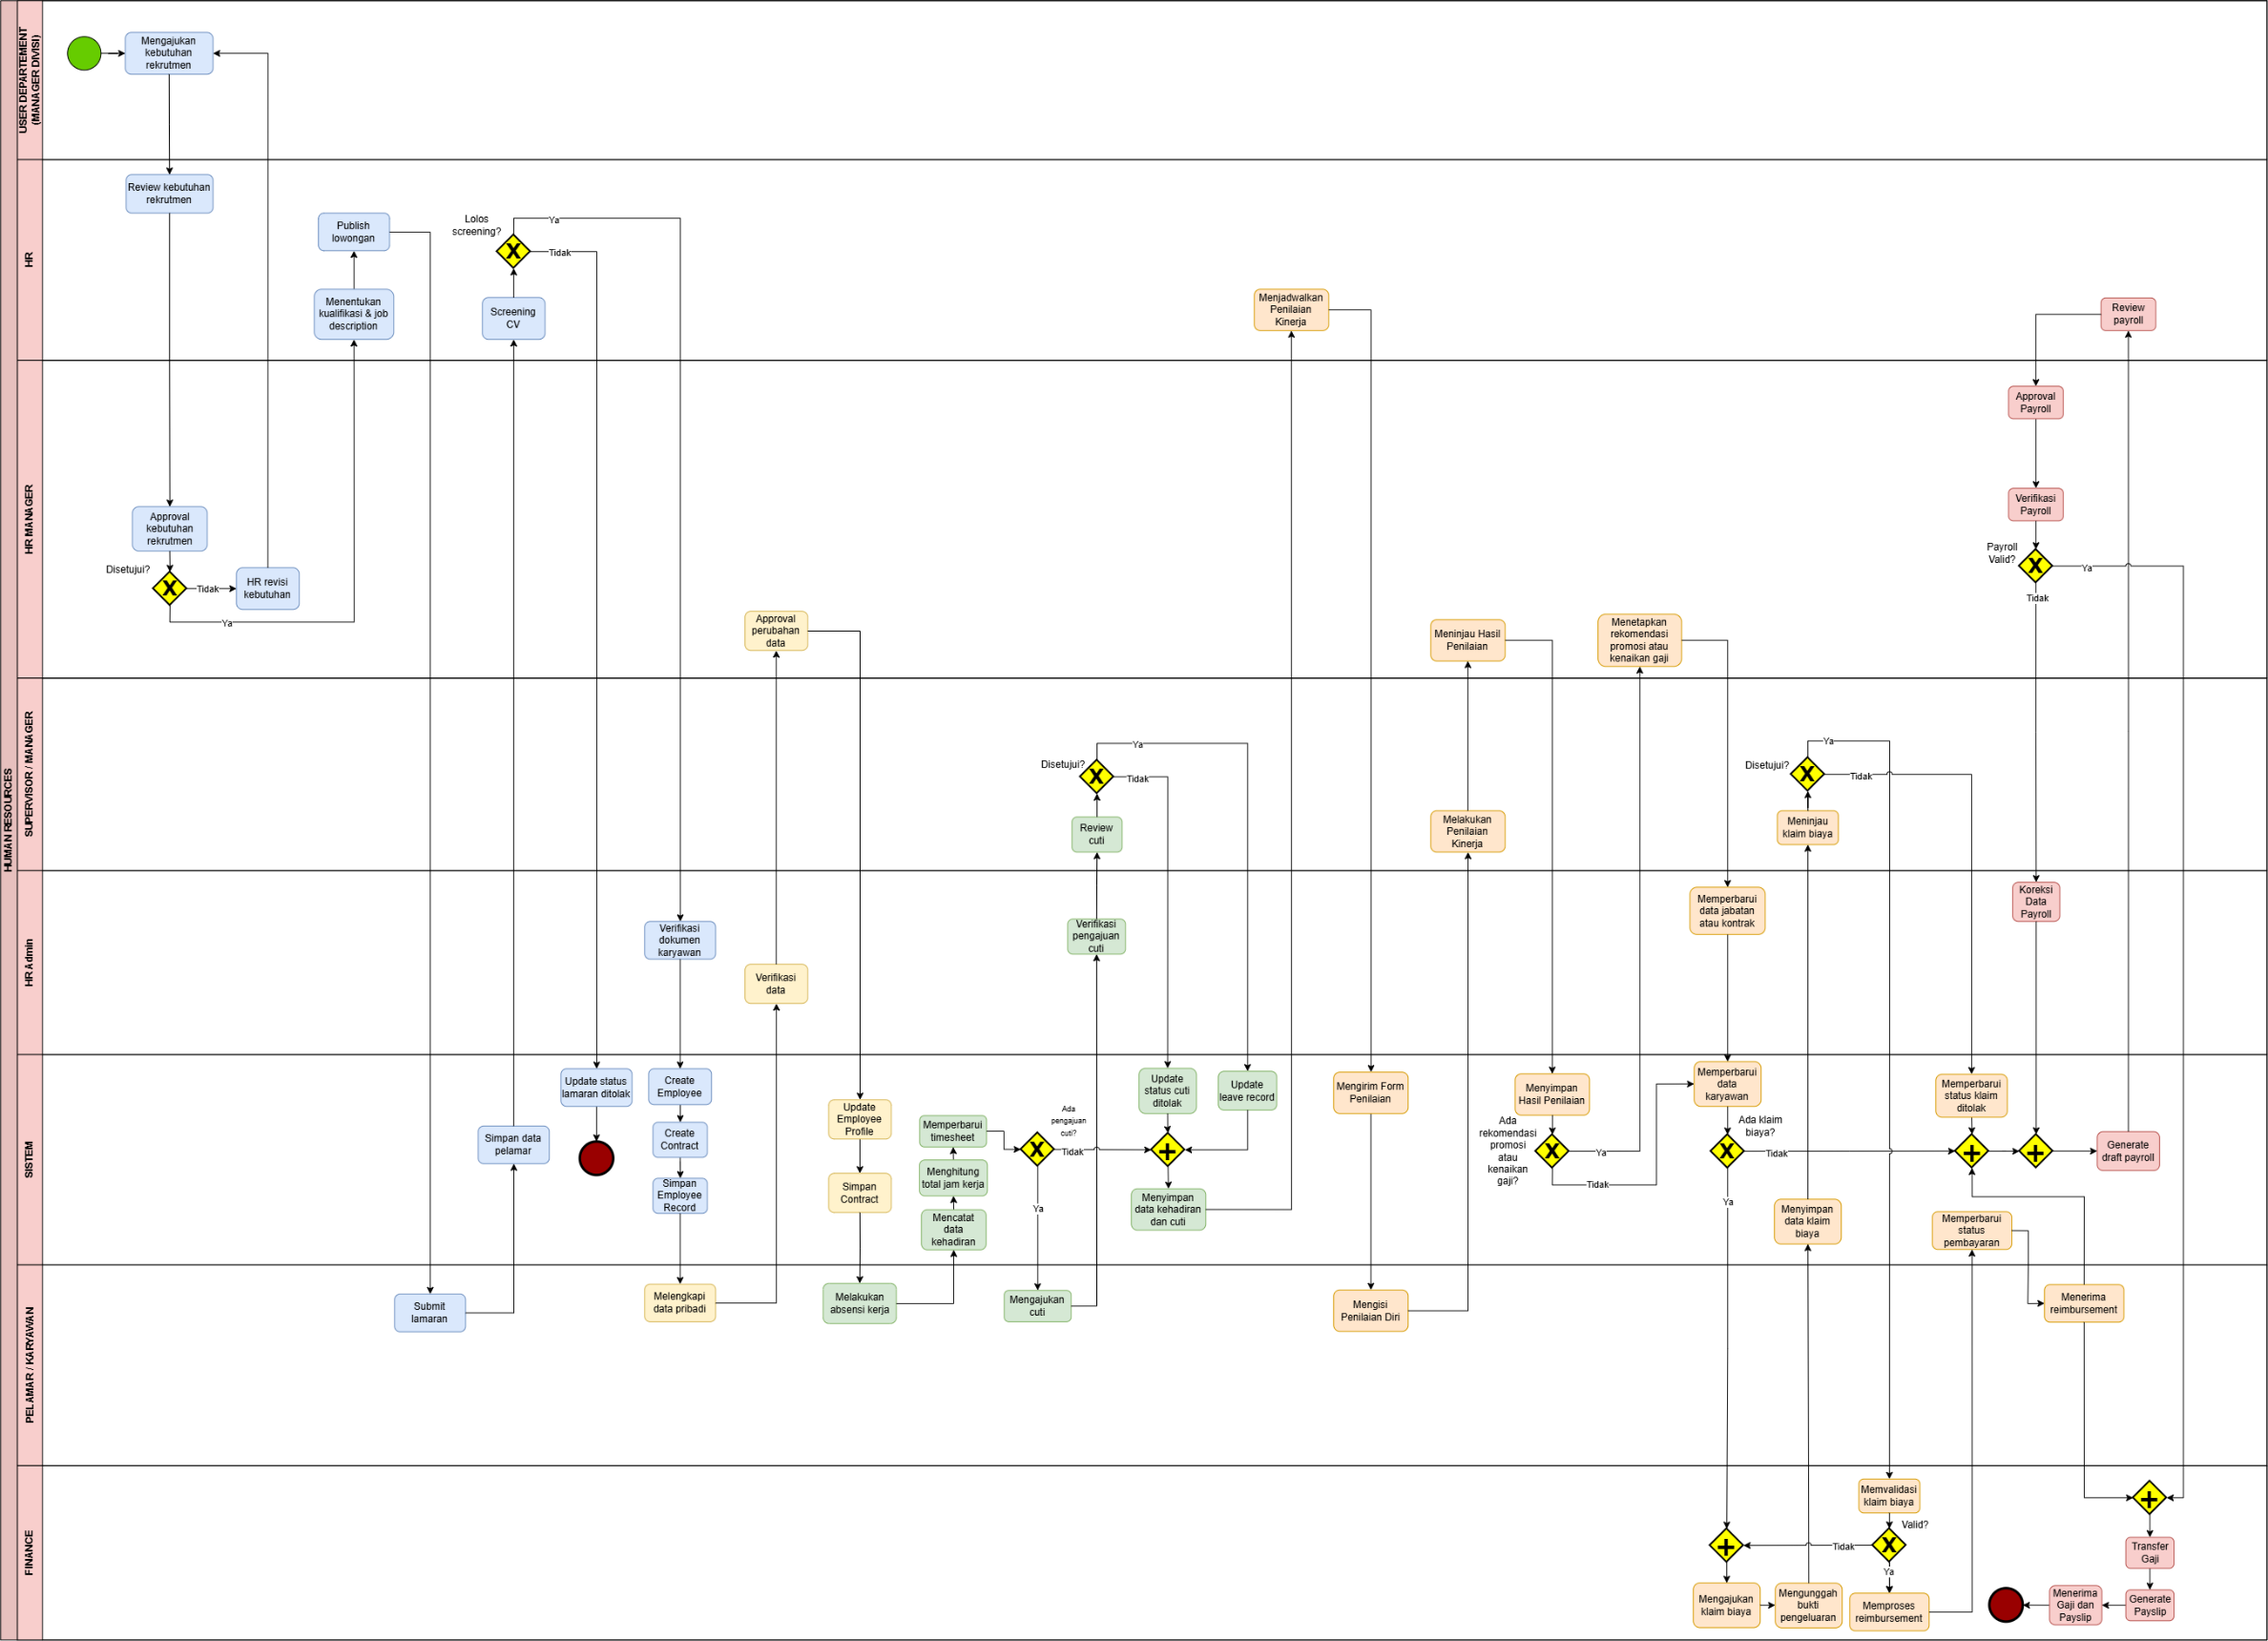 HUMAN RESOURCES
USER DEPARTEMENT
(MANAGER DIVISI)
Mengajukan
kebutuhan
rekrutmen
HR
Review kebutuhan
rekrutmen
Publish
lowongan
Menentukan
kualifikasi & job
description
Lolos
screening?
X
Ya
Tidak
Screening
CV
Menjadwalkan
Penilaian
Kinerja
Review
payroll
HR MANAGER
Approval
kebutuhan
rekrutmen
Disetujui?
X
Tidak
HR revisi
kebutuhan
Ya
Approval
perubahan
data
Meninjau Hasil
Penilaian
Menetapkan
rekomendasi
promosi atau
kenaikan gaji
Approval
Payroll
Verifikasi
Payroll
Payroll
Valid?
X
Ya
Tidak
SUPERVISOR / MANAGER
Disetujui?
X
Ya
Tidak
Review
cuti
Melakukan
Penilaian
Kinerja
Disetujui?
X
Ya
Tidak
Meninjau
klaim biaya
HR Admin
Verifikasi
dokumen
karyawan
Verifikasi
data
Verifikasi
pengajuan
cuti
Memperbarui
data jabatan
atau kontrak
Koreksi
Data
Payroll
SISTEM
Simpan data
pelamar
Update status
lamaran ditolak
Create
Employee
Create
Contract
Simpan
Employee
Record
Update
Employee
Profile
Simpan
Contract
Memperbarui
timesheet
Menghitung
total jam kerja
Mencatat
data
kehadiran
Ada
pengajuan
cuti?
X
Tidak
Ya
Update
status cuti
ditolak
Update
leave record
+
Menyimpan
data kehadiran
dan cuti
Mengirim Form
Penilaian
Menyimpan
Hasil Penilaian
Ada
rekomendasi
promosi
atau
kenaikan
gaji?
X
Ya
Tidak
Memperbarui
data
karyawan
Ada klaim
biaya?
X
Tidak
Ya
Menyimpan
data klaim
biaya
Memperbarui
status klaim
ditolak
+
+
Generate
draft payroll
Memperbarui
status
pembayaran
PELAMAR / KARYAWAN
Submit
lamaran
Melengkapi
data pribadi
Melakukan
absensi kerja
Mengajukan
cuti
Mengisi
Penilaian Diri
Menerima
reimbursement
FINANCE
Memvalidasi
klaim biaya
Valid?
X
Tidak
Ya
+
Mengajukan
klaim biaya
Mengunggah
bukti
pengeluaran
Memproses
reimbursement
+
Transfer
Gaji
Generate
Payslip
Menerima
Gaji dan
Payslip